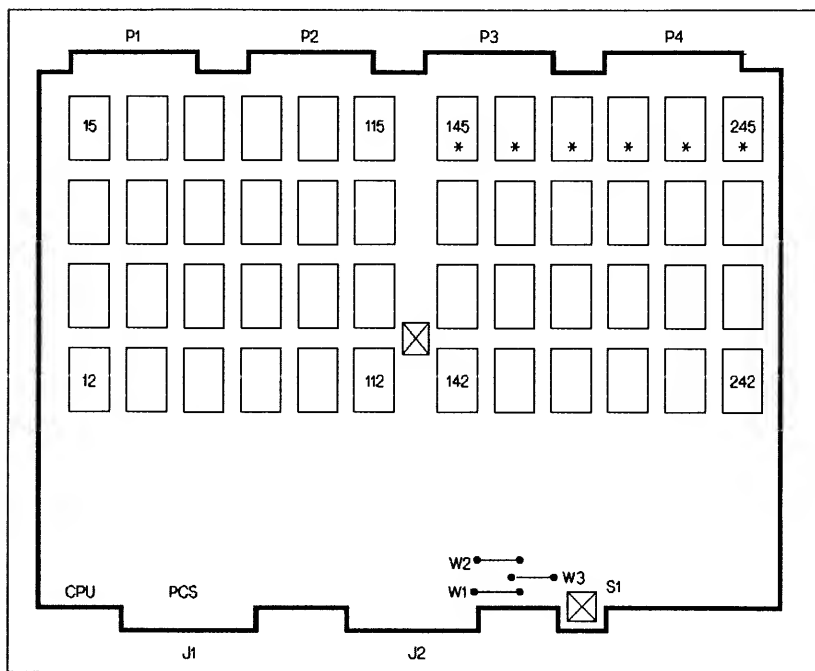 P1 P2 P3 P4
15 115 145 245
* * * * * *
12 112 142 242
W2
W3
W1 S1
CPU PCS
J1 J2